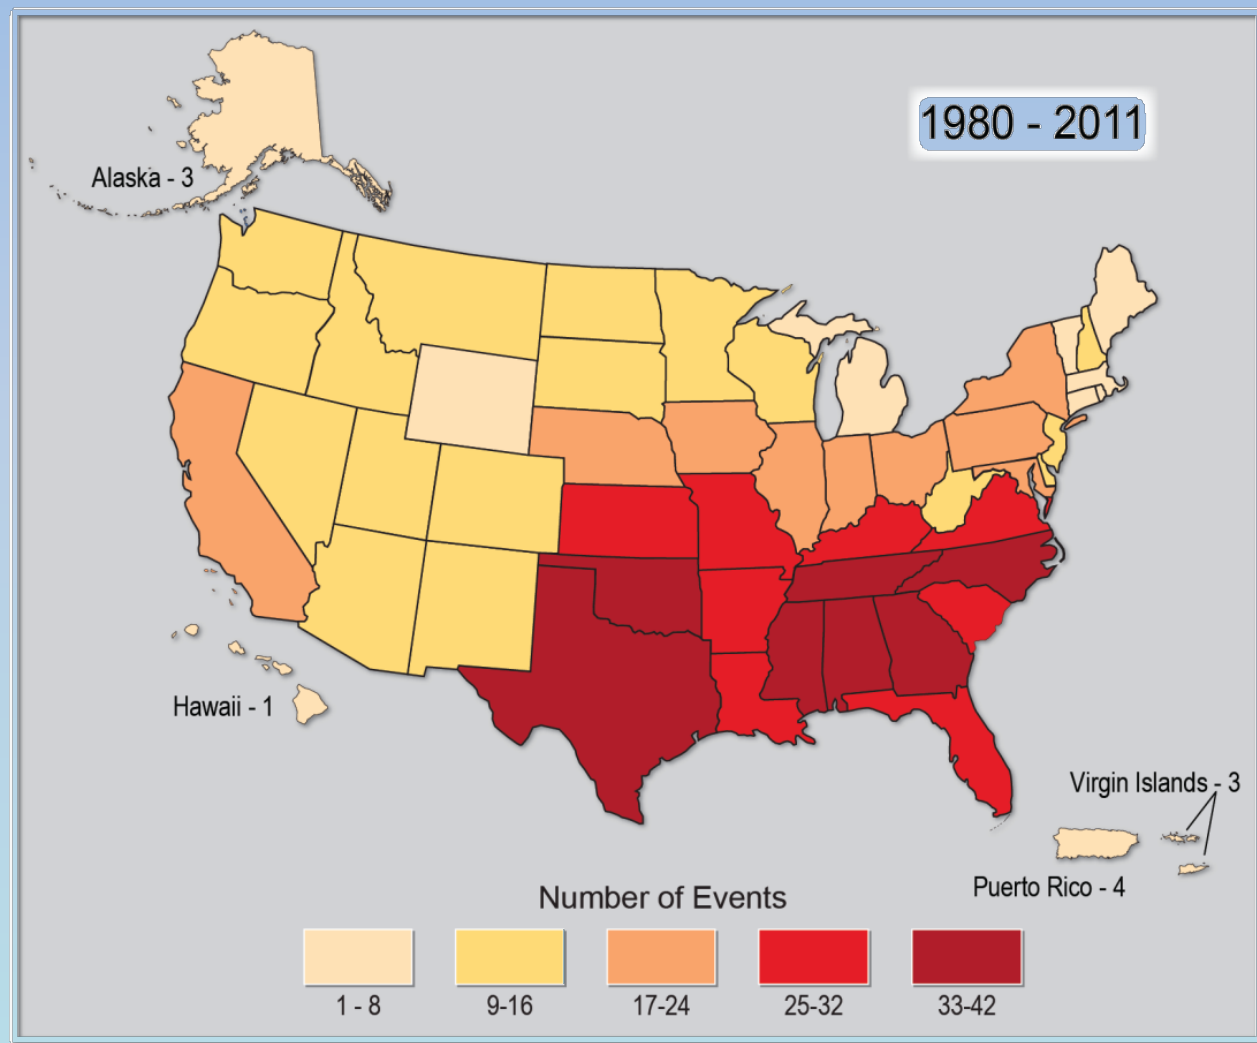 1980 - 2011
Alaska - 3
Hawaii - 1
Virgin Islands - 3
Puerto Rico - 4
Number of Events
1 - 8
9-16
17-24
25-32
33-42